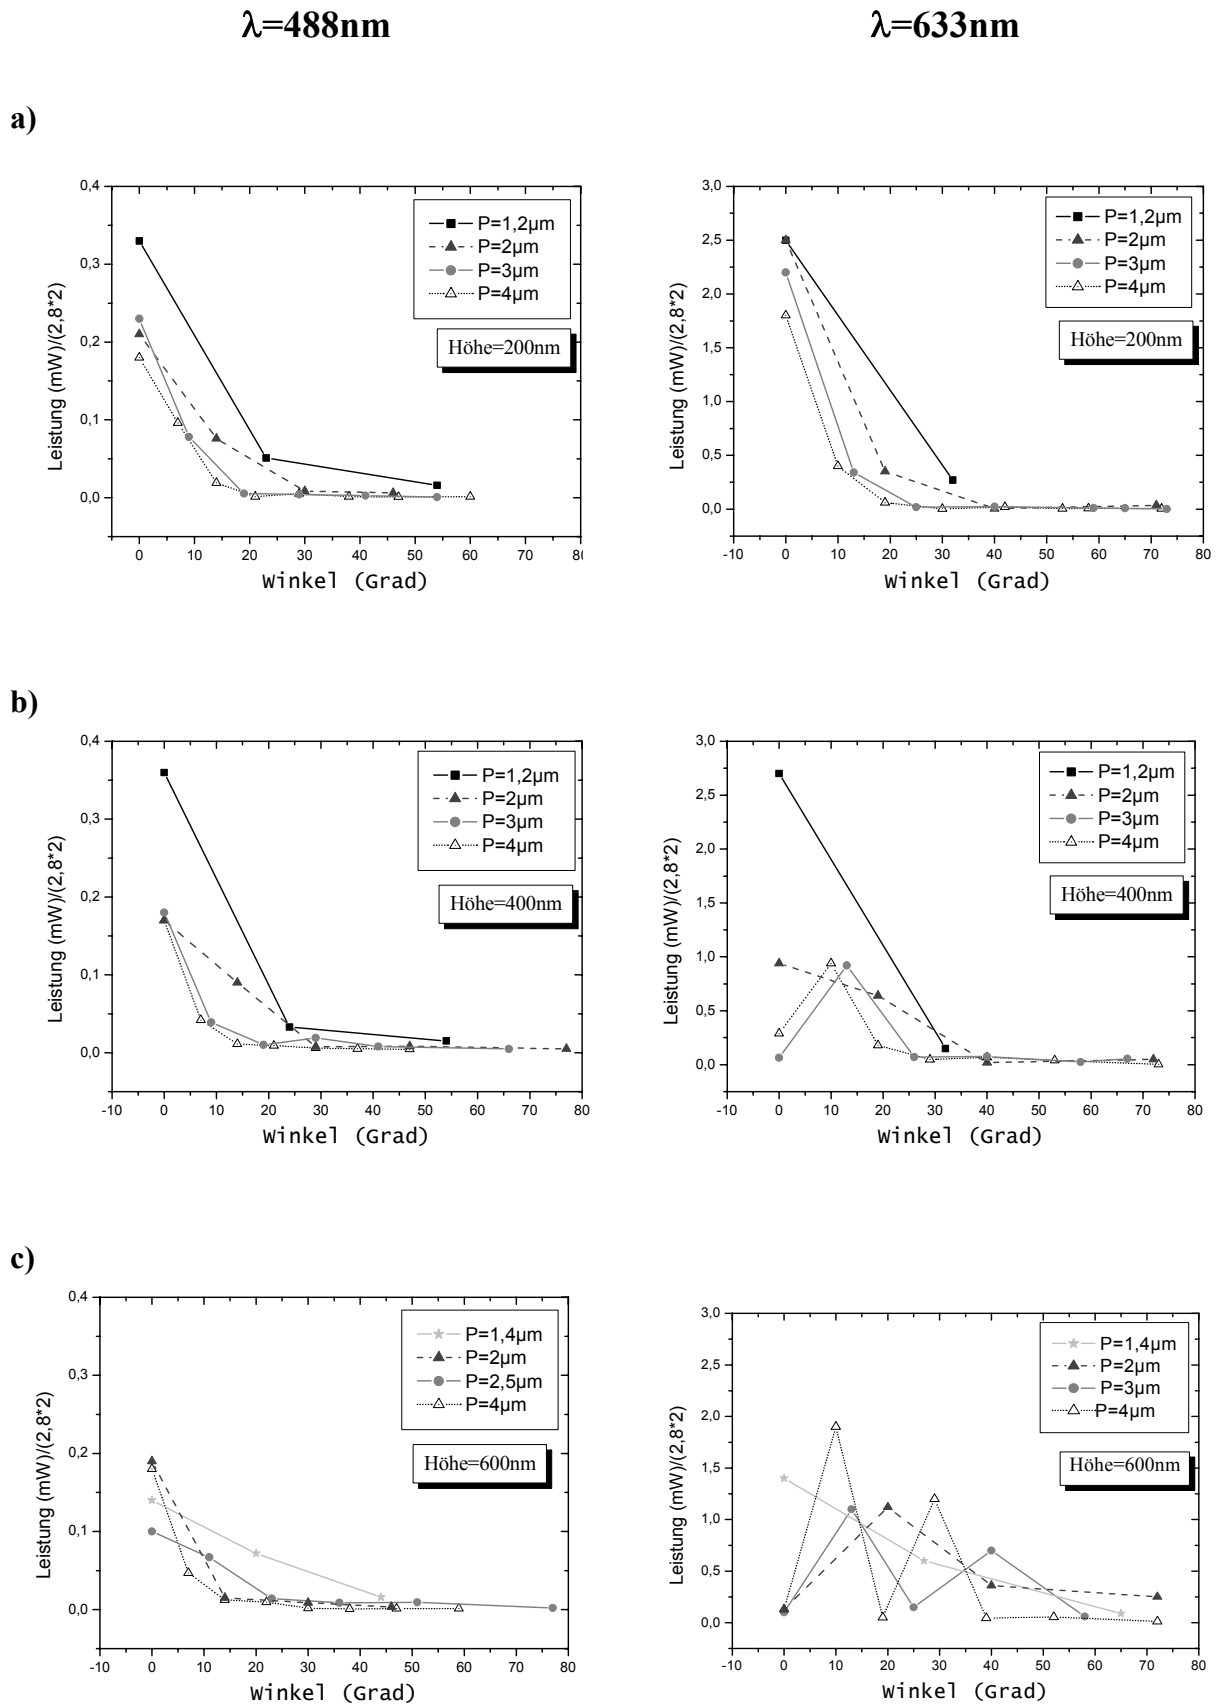 λ=488nm
λ=633nm
a)
0,4
0,3
0,2
0,1
0,0
0
10
20
30
40
50
60
70
80
Leistung (mW)/(2,8*2)
Winkel (Grad)
P=1,2µm
P=2µm
P=3µm
P=4µm
Höhe=200nm
3,0
2,5
2,0
1,5
1,0
0,5
0,0
-10
0
10
20
30
40
50
60
70
80
Leistung (mW)/(2,8*2)
Winkel (Grad)
P=1,2µm
P=2µm
P=3µm
P=4µm
Höhe=200nm
b)
0,4
0,3
0,2
0,1
0,0
-10
0
10
20
30
40
50
60
70
80
Leistung (mW)/(2,8*2)
Winkel (Grad)
P=1,2µm
P=2µm
P=3µm
P=4µm
Höhe=400nm
3,0
2,5
2,0
1,5
1,0
0,5
0,0
-10
0
10
20
30
40
50
60
70
80
Leistung (mW)/(2,8*2)
Winkel (Grad)
P=1,2µm
P=2µm
P=3µm
P=4µm
Höhe=400nm
c)
0,4
0,3
0,2
0,1
0,0
-10
0
10
20
30
40
50
60
70
80
Leistung (mW)/(2,8*2)
Winkel (Grad)
P=1,4µm
P=2µm
P=2,5µm
P=4µm
Höhe=600nm
3,0
2,5
2,0
1,5
1,0
0,5
0,0
-10
0
10
20
30
40
50
60
70
80
Leistung (mW)/(2,8*2)
Winkel (Grad)
P=1,4µm
P=2µm
P=3µm
P=4µm
Höhe=600nm